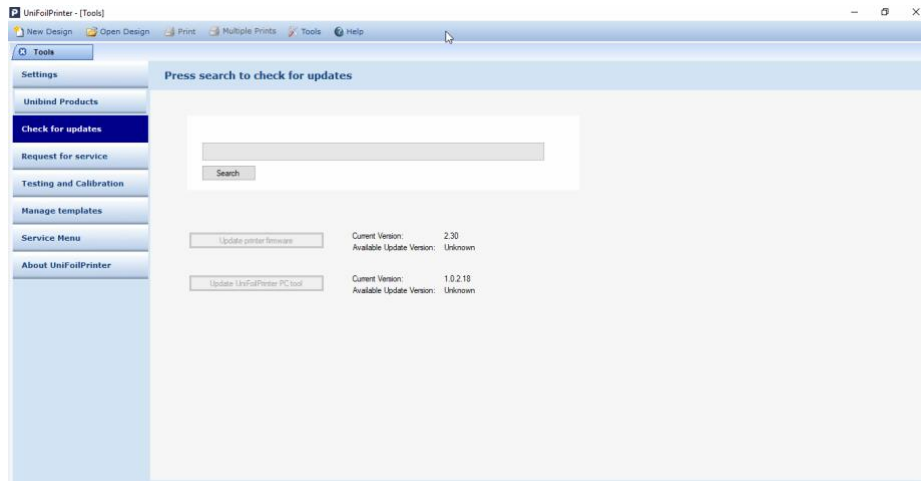 UniFoilPrinter - [Tools]
New Design Open Design Print Multiple Prints Tools Help
Tools
Settings
Press search to check for updates
Unibind Products
Check for updates
Request for service
Search
Testing and Calibration
Manage templates
Service Menu
Update printer firmware
Current Version: 2.30
Available Update Version: Unknown
About UniFoilPrinter
Update UniFoilPrinter PC tool
Current Version: 1.0.2.18
Available Update Version: Unknown